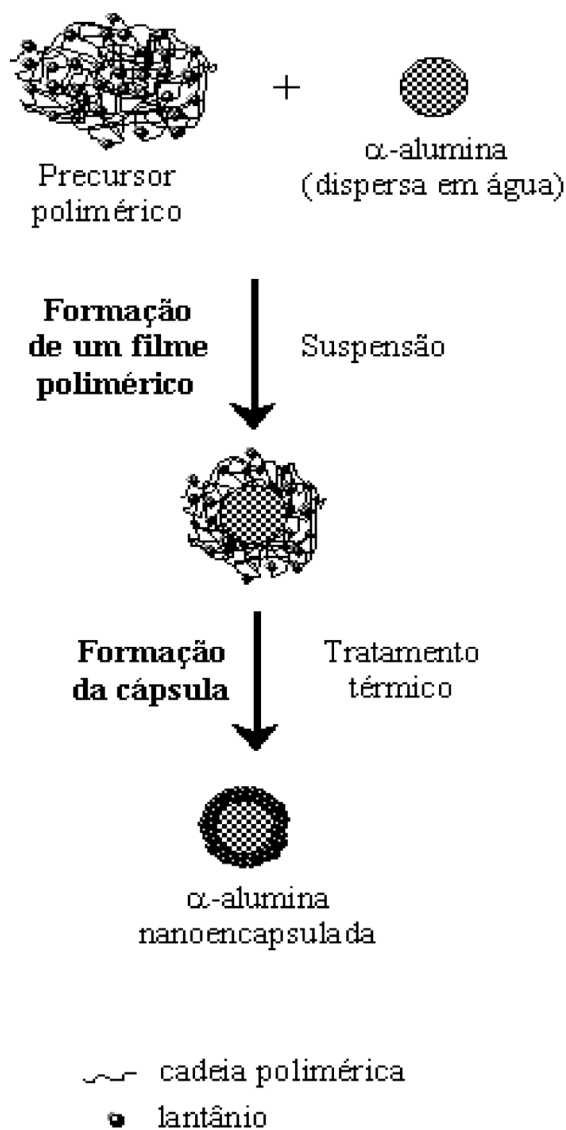 +
Precursor
polimérico
α-alumina
(dispersa em água)
Formação
de um filme
polimérico
Suspensão
Formação
da cápsula
Tratamento
térmico
α-alumina
nanoencapsulada
cadeia polimérica
lantânio